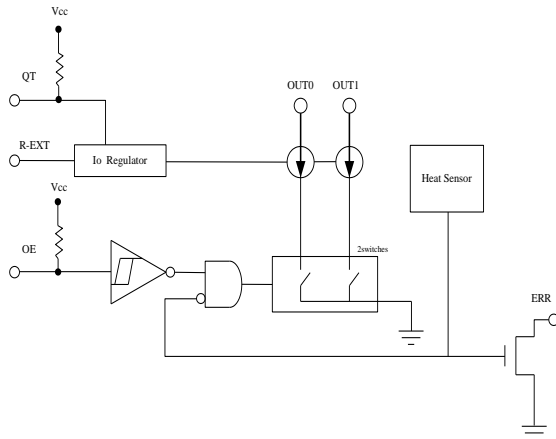 Vcc
QT
OUT0 OUT1
R-EXT
Io Regulator
Heat Sensor
Vcc
OE
2switches
ERR